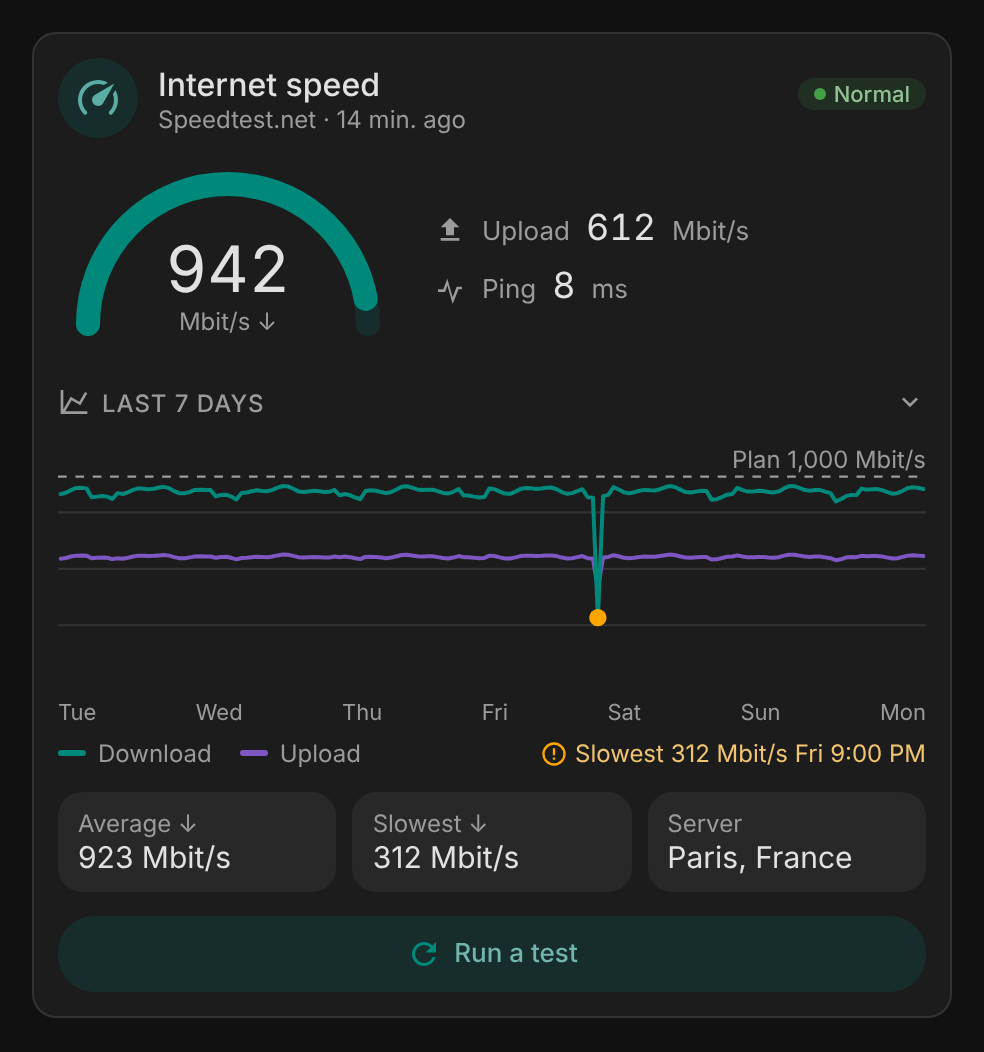 Internet speed
Speedtest.net · 14 min. ago
Normal
942
Mbit/s ↓
Upload 612 Mbit/s
Ping 8 ms
LAST 7 DAYS
Plan 1,000 Mbit/s
Tue Wed Thu Fri Sat Sun Mon
Download Upload
Slowest 312 Mbit/s Fri 9:00 PM
Average ↓
923 Mbit/s
Slowest ↓
312 Mbit/s
Server
Paris, France
Run a test